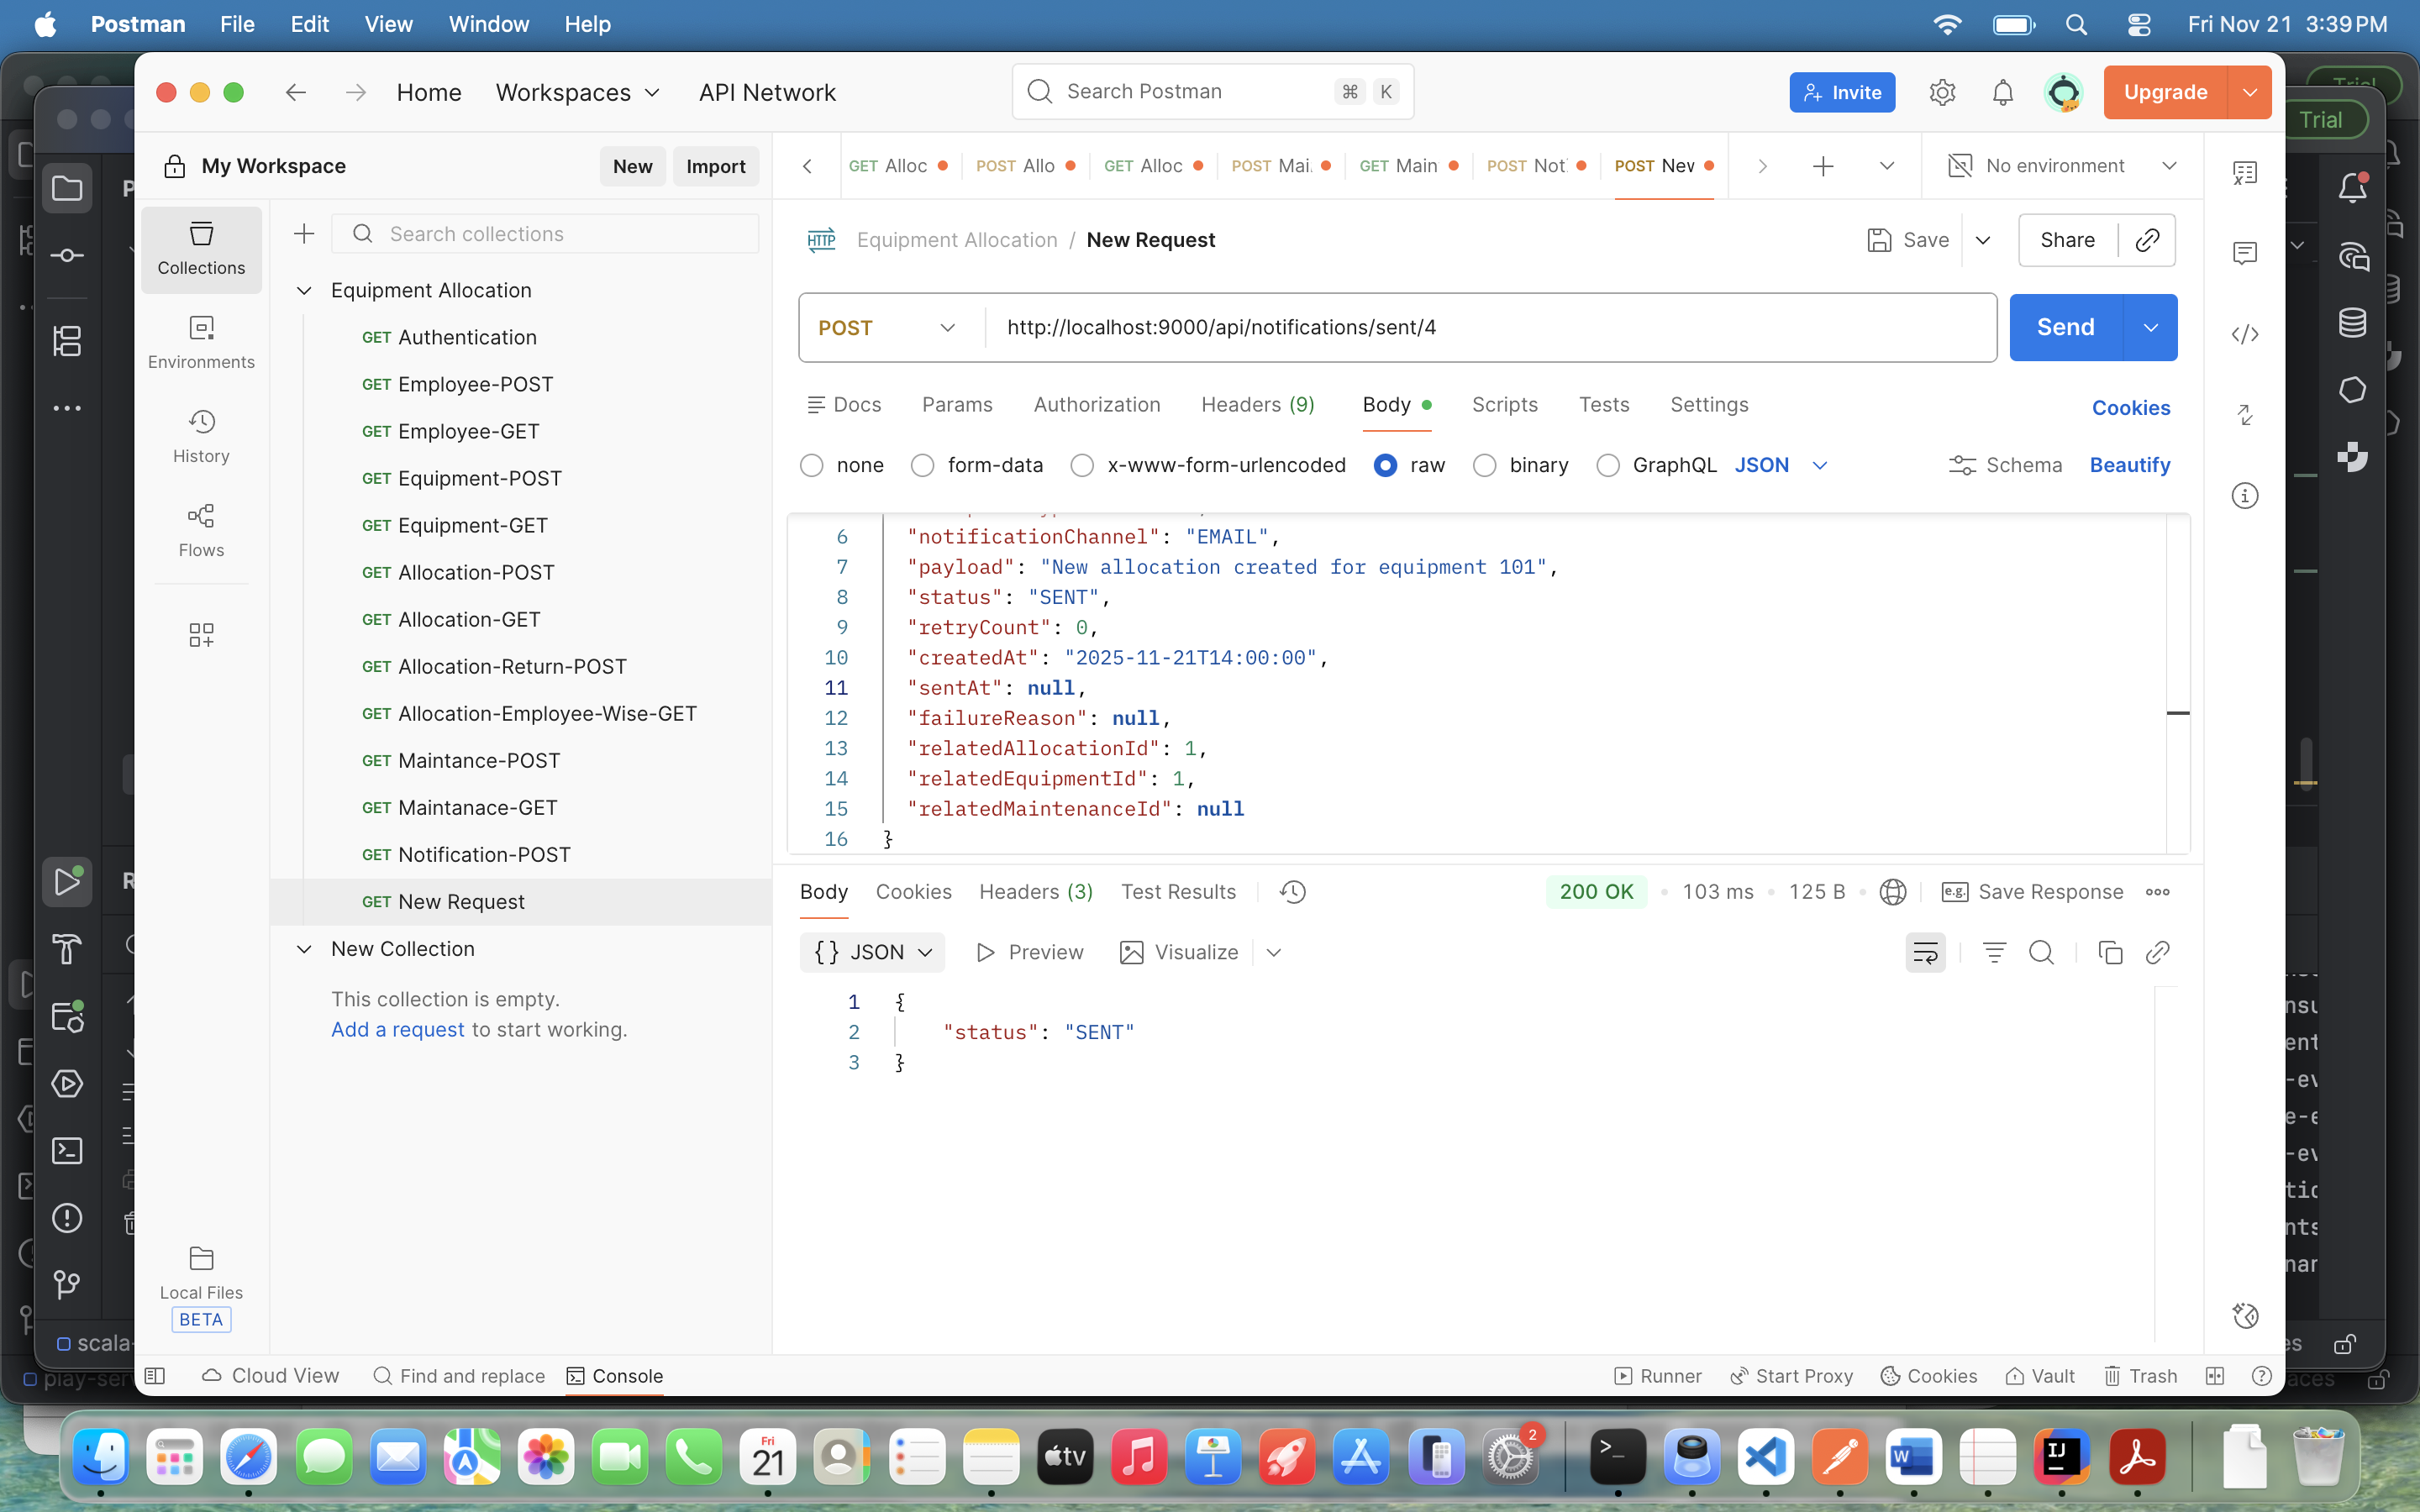 Postman File Edit View Window Help Fri Nov 21 3:39 PM
Home Workspaces API Network Search Postman ⌘ K Invite Upgrade
Trial
My Workspace New Import
GET Alloc POST Allo GET Alloc POST Mai. GET Main POST Not POST Nev No environment
Collections
Environments
History
Flows
Local Files
BETA
Search collections
Equipment Allocation
GET Authentication
GET Employee-POST
GET Employee-GET
GET Equipment-POST
GET Equipment-GET
GET Allocation-POST
GET Allocation-GET
GET Allocation-Return-POST
GET Allocation-Employee-Wise-GET
GET Maintance-POST
GET Maintanace-GET
GET Notification-POST
GET New Request
New Collection
This collection is empty.
Add a request to start working.
HTTP Equipment Allocation / New Request Save Share
POST http://localhost:9000/api/notifications/sent/4 Send
Docs Params Authorization Headers (9) Body Scripts Tests Settings Cookies
none form-data x-www-form-urlencoded raw binary GraphQL JSON Schema Beautify
6 "notificationChannel": "EMAIL",
7 "payload": "New allocation created for equipment 101",
8 "status": "SENT",
9 "retryCount": 0,
10 "createdAt": "2025-11-21T14:00:00",
11 "sentAt": null,
12 "failureReason": null,
13 "relatedAllocationId": 1,
14 "relatedEquipmentId": 1,
15 "relatedMaintenanceId": null
16 }
Body Cookies Headers (3) Test Results 200 OK 103 ms 125 B e.g. Save Response
{} JSON Preview Visualize
1 {
2 "status": "SENT"
3 }
Cloud View Find and replace Console Runner Start Proxy Cookies Vault Trash
scala-
play-serv
Fri
21
tv
2
W
IJ